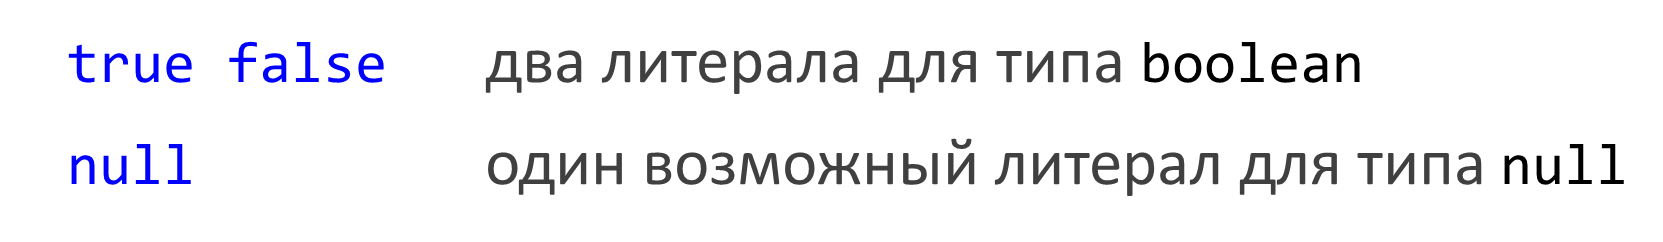 true false два литерала для типа boolean
null один возможный литерал для типа null